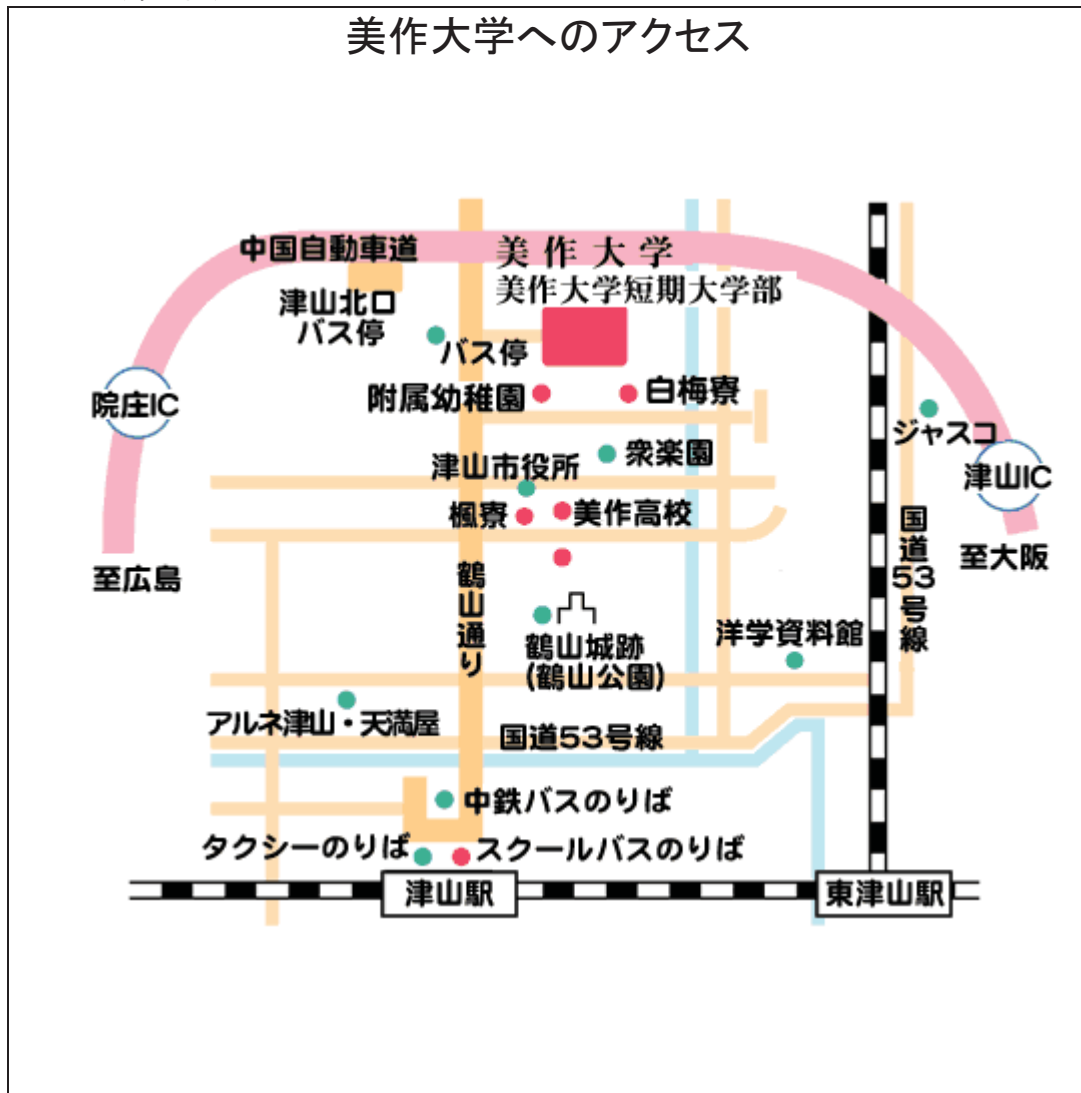 美作大学へのアクセス
中国自動車道
美作大学
美作大学短期大学部
津山北口
バス停
バス停
院庄IC
附属幼稚園
白梅寮
ジャスコ
津山市役所
衆楽園
津山IC
楓寮
美作高校
国道53号線
至広島
至大阪
鶴山通り
鶴山城跡
(鶴山公園)
洋学資料館
アルネ津山・天満屋
国道53号線
中鉄バスのりば
タクシーのりば
スクールバスのりば
津山駅
東津山駅